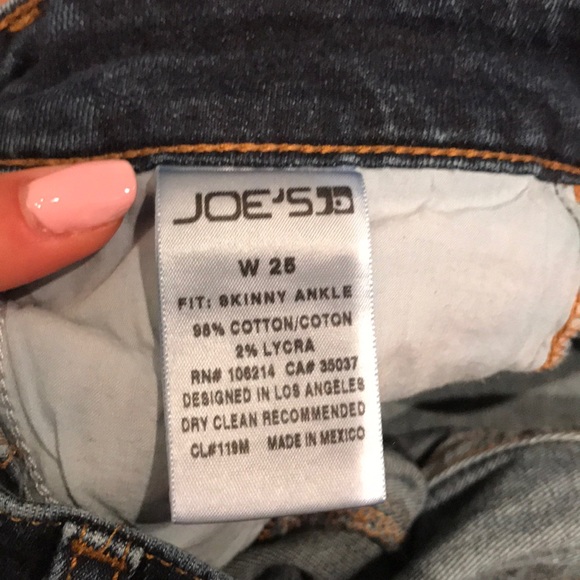 JOE'S
W 25
FIT: SKINNY ANKLE
98% COTTON/COTON
2% LYCRA
RN# 106214 CA# 35037
DESIGNED IN LOS ANGELES
DRY CLEAN RECOMMENDED
CL#119M MADE IN MEXICO